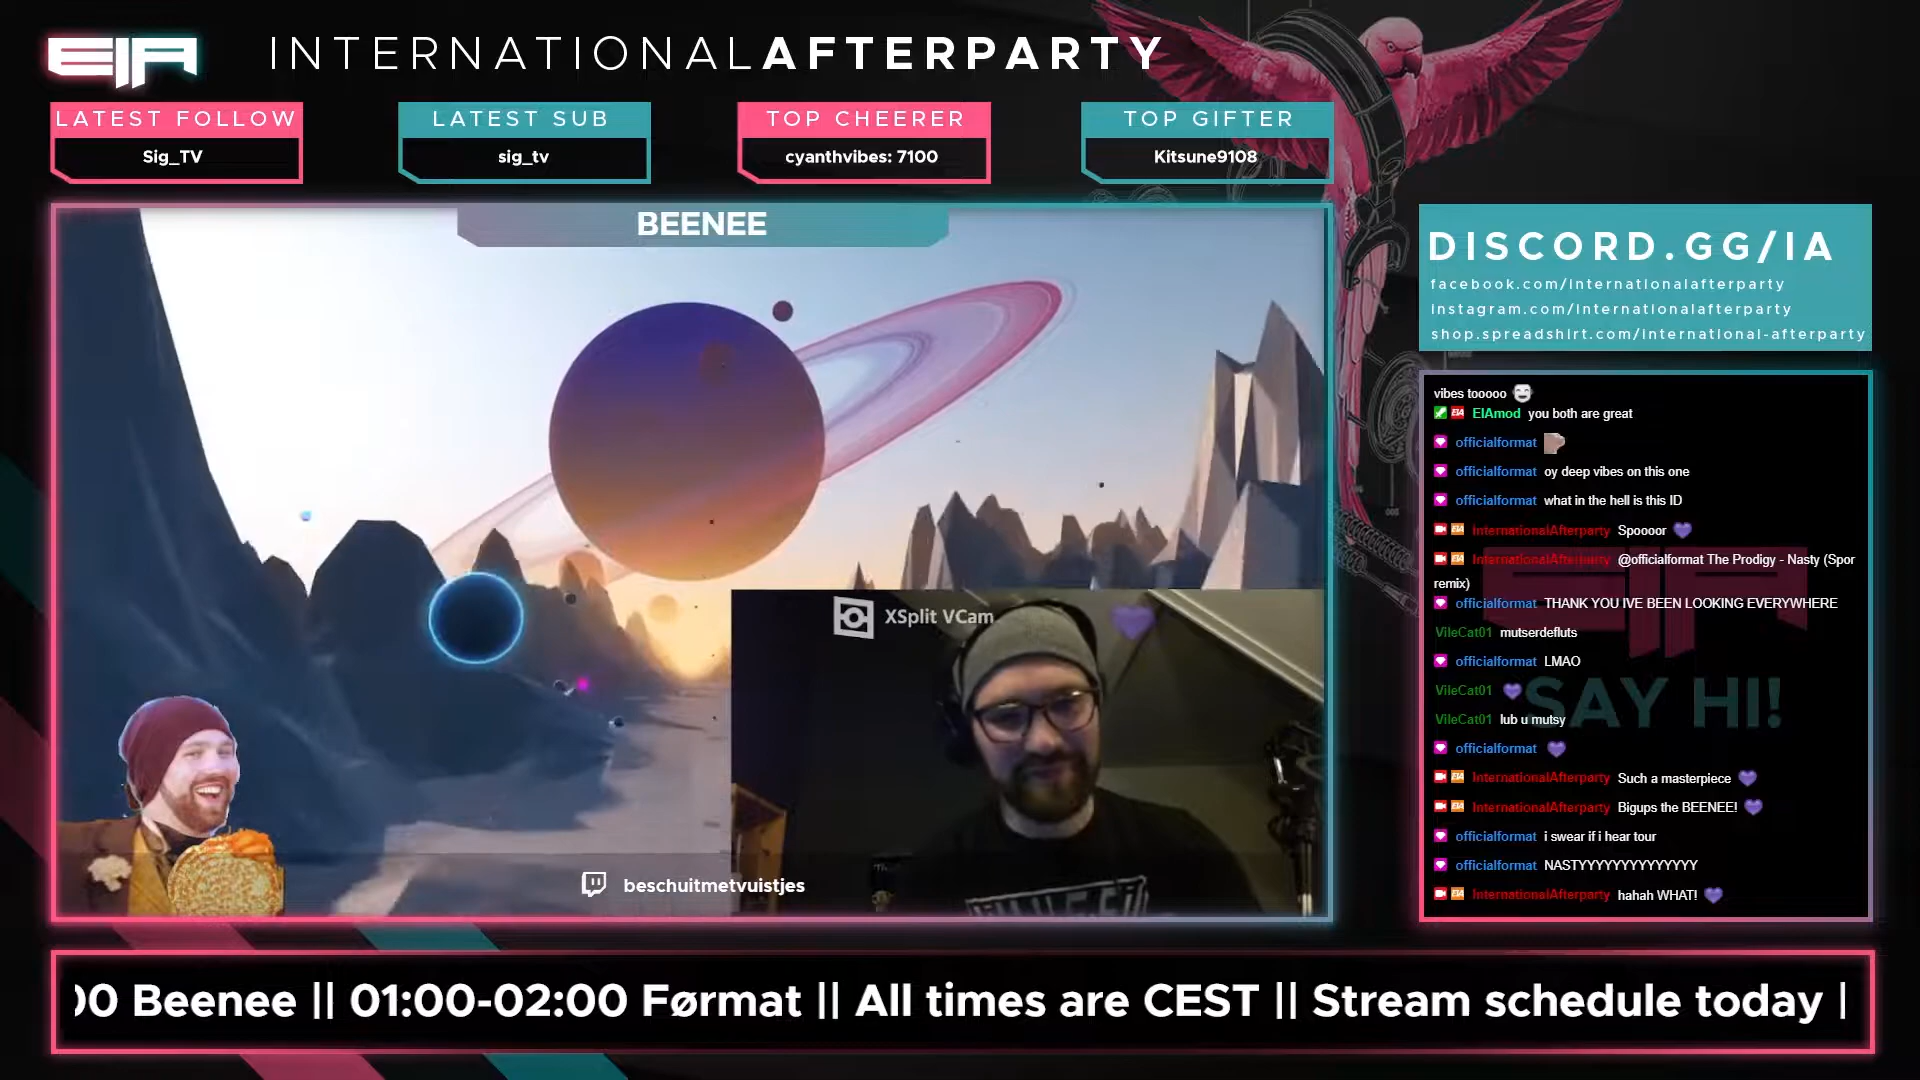 EIA
INTERNATIONALAFTERPARTY
LATEST FOLLOW
Sig_TV
LATEST SUB
sig_tv
TOP CHEERER
cyanthvibes: 7100
TOP GIFTER
Kitsune9108
BEENEE
XSplit VCam
beschuitmetvuistjes
DISCORD.GG/IA
facebook.com/internationalafterparty
instagram.com/internationalafterparty
shop.spreadshirt.com/international-afterparty
vibes tooooo
EIAmod you both are great
officialformat
officialformat oy deep vibes on this one
officialformat what in the hell is this ID
InternationalAfterparty Spoooor
InternationalAfterparty @officialformat The Prodigy - Nasty (Spor
remix)
officialformat THANK YOU IVE BEEN LOOKING EVERYWHERE
VileCat01 mutserdefluts
officialformat LMAO
VileCat01
VileCat01 lub u mutsy
officialformat
InternationalAfterparty Such a masterpiece
InternationalAfterparty Bigups the BEENEE!
officialformat i swear if i hear tour
officialformat NASTYYYYYYYYYYYYYY
InternationalAfterparty hahah WHAT!
EIA
SAY HI!
00 Beenee || 01:00-02:00 Førmat || All times are CEST || Stream schedule today |